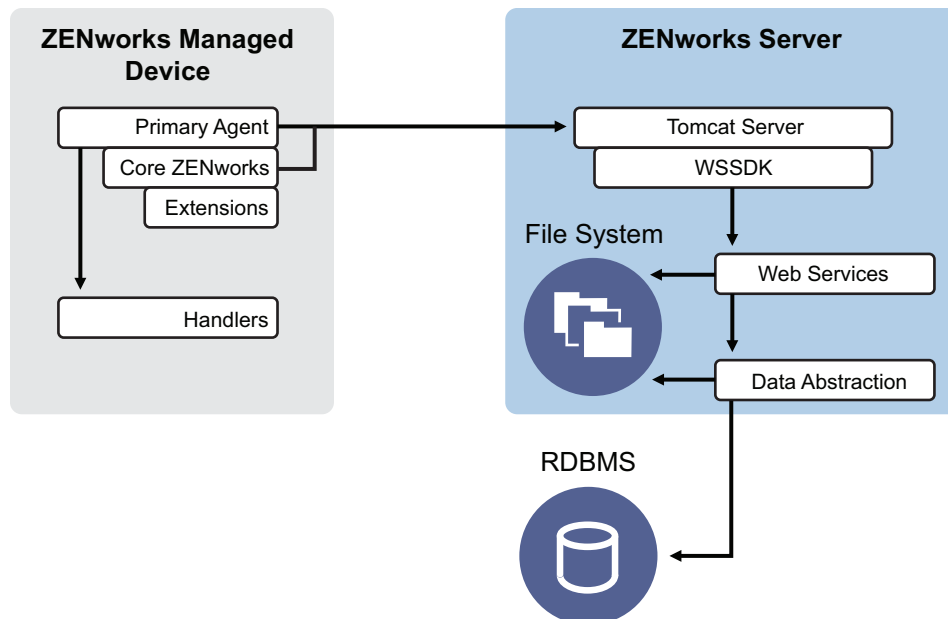 ZENworks Managed
Device
Primary Agent
Core ZENworks
Extensions
Handlers
ZENworks Server
Tomcat Server
WSSDK
File System
Web Services
Data Abstraction
RDBMS